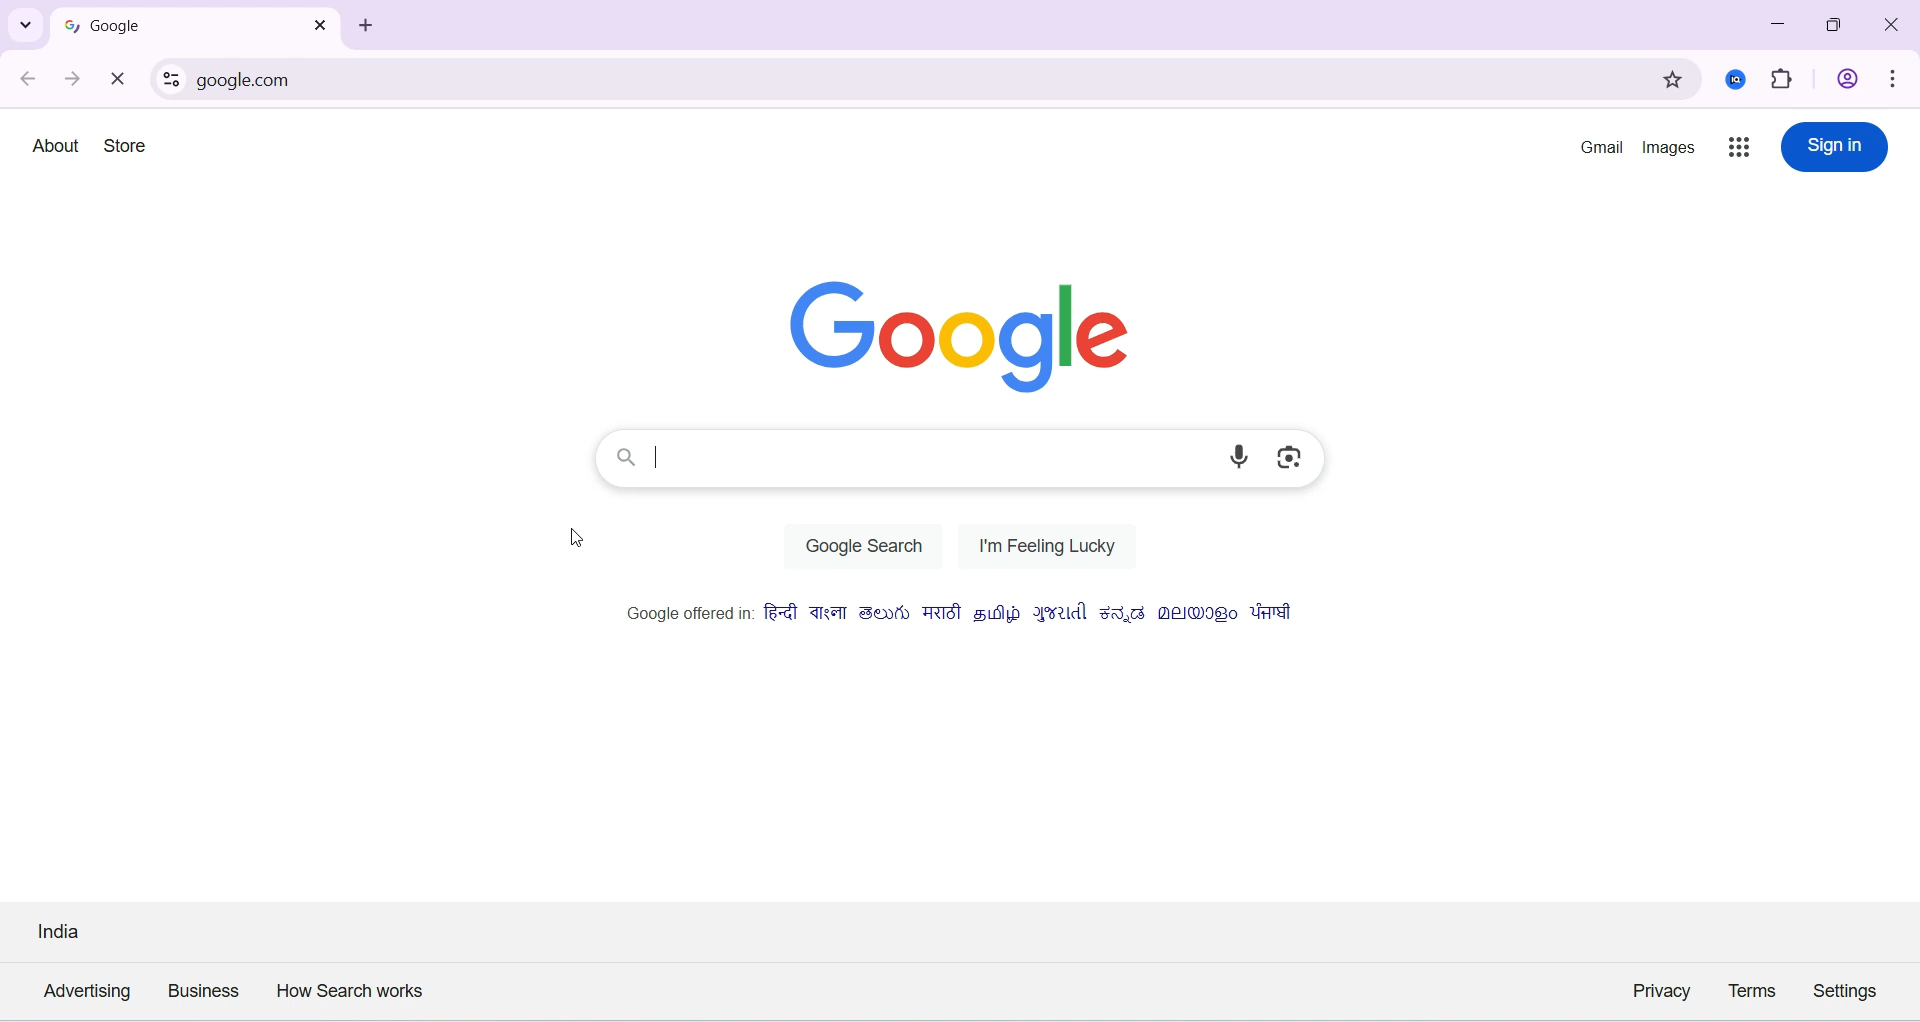 Google
google.com
About Store
Gmail Images Sign in
Google
Google Search I'm Feeling Lucky
Google offered in: हिन्दी বাংলা తెలుగు मराठी தமிழ் ગુજરાતી ಕನ್ನಡ മലയാളം ਪੰਜਾਬੀ
India
Advertising Business How Search works
Privacy Terms Settings